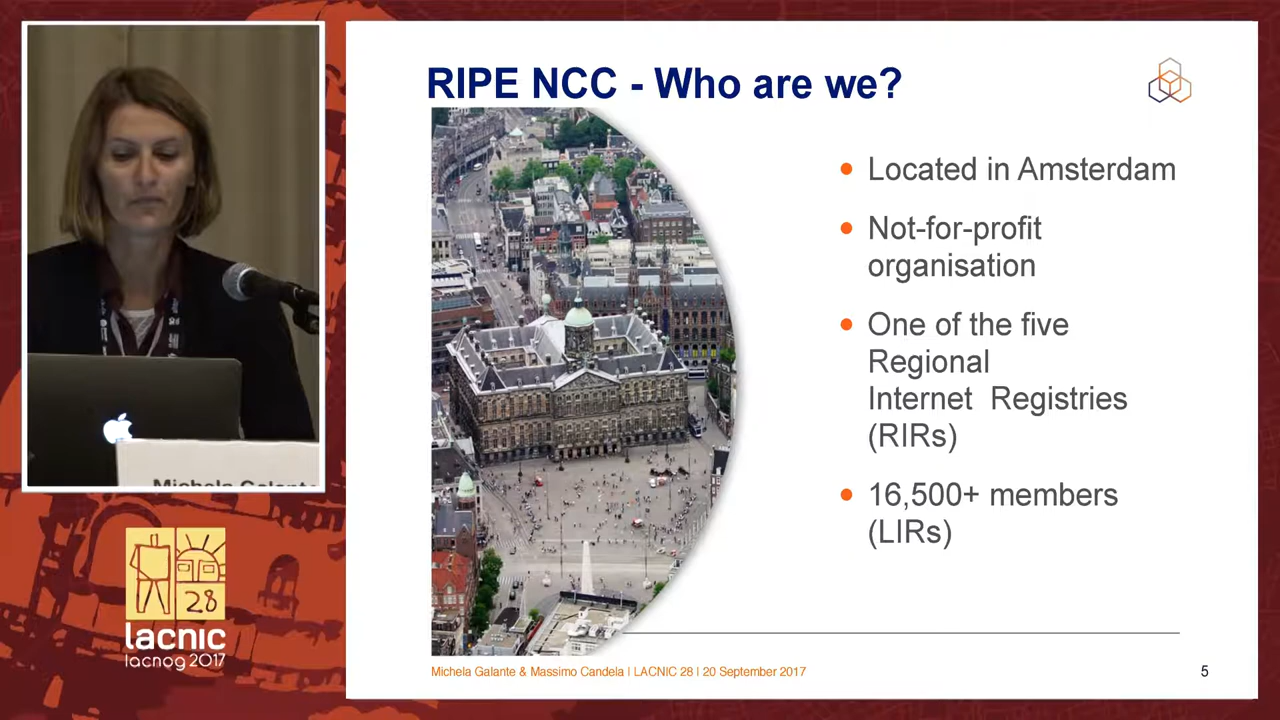 RIPE NCC - Who are we?
Located in Amsterdam
Not-for-profit
organisation
One of the five
Regional
Internet Registries
(RIRs)
16,500+ members
(LIRs)
Michela Galante & Massimo Candela | LACNIC 28 | 20 September 2017
5
Michela Galante
28
lacnic
lacnog 2017